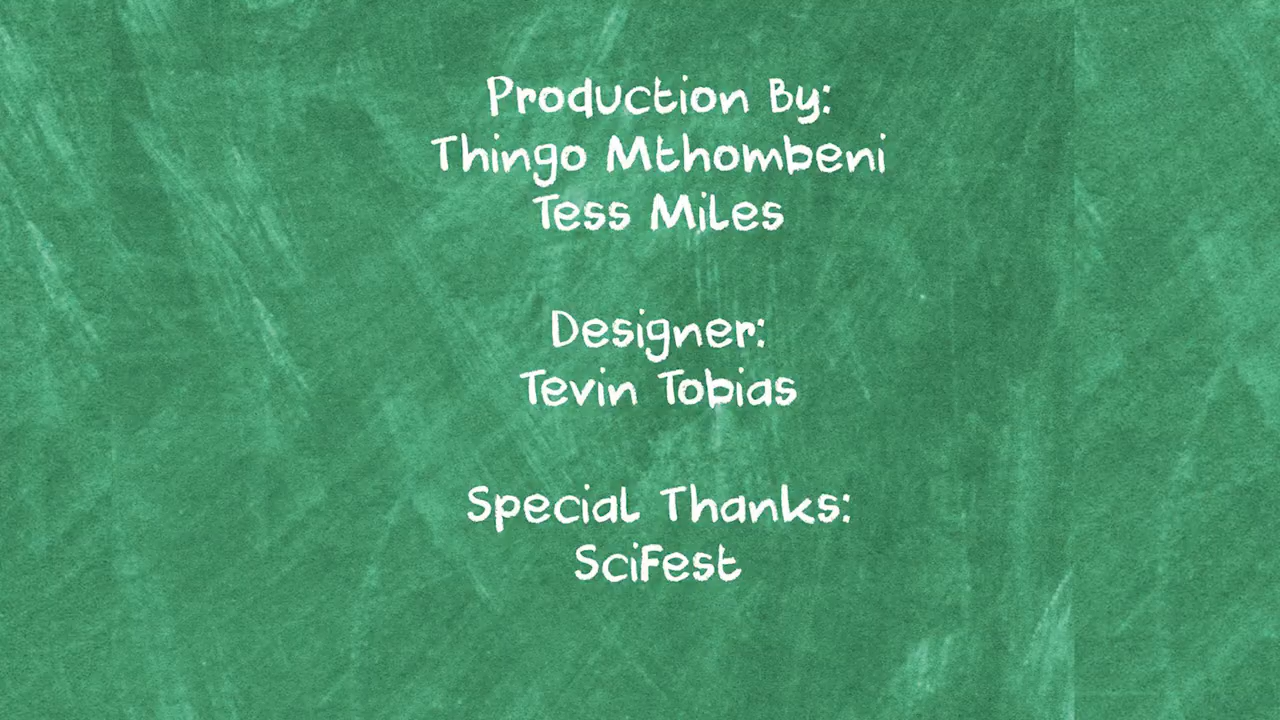 Production By:
Thingo Mthombeni
Tess Miles
Designer:
Tevin Tobias
Special Thanks:
SciFest